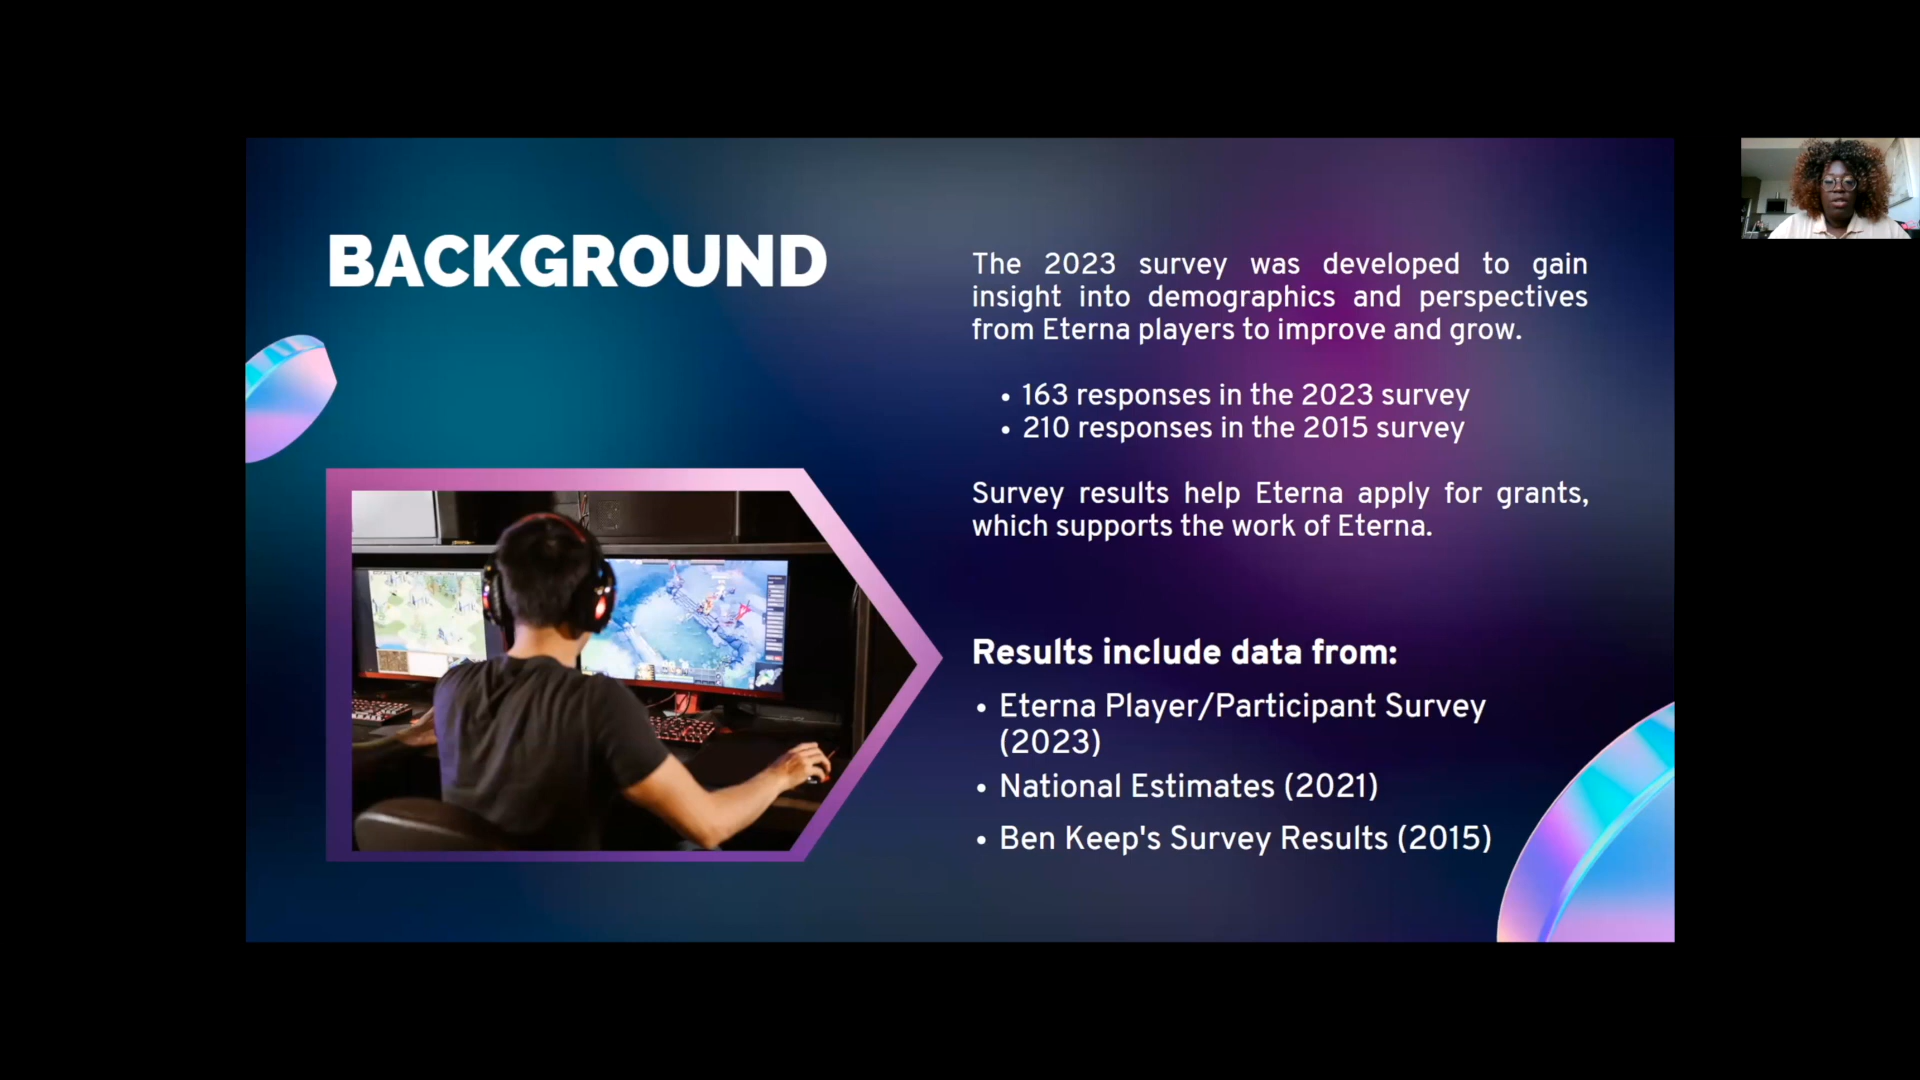 BACKGROUND
The 2023 survey was developed to gain
insight into demographics and perspectives
from Eterna players to improve and grow.
• 163 responses in the 2023 survey
• 210 responses in the 2015 survey
Survey results help Eterna apply for grants,
which supports the work of Eterna.
Results include data from:
• Eterna Player/Participant Survey
(2023)
• National Estimates (2021)
• Ben Keep's Survey Results (2015)